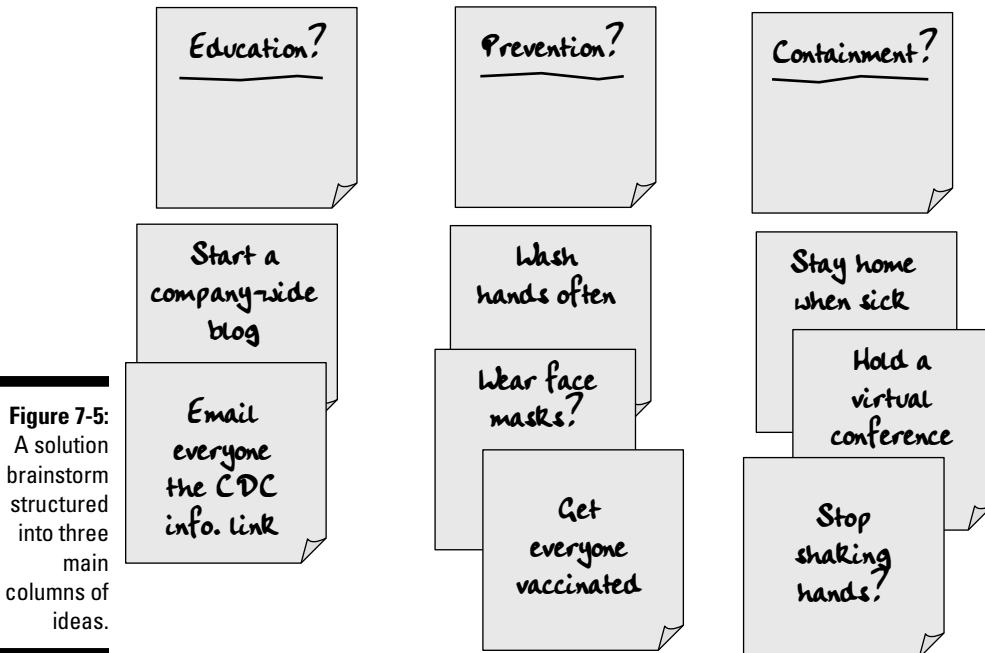 Education?
Prevention?
Containment?
Start a
company-wide
blog
Email
everyone
the CDC
info. link
Wash
hands often
Wear face
masks?
Get
everyone
vaccinated
Stay home
when sick
Hold a
virtual
conference
Stop
shaking
hands?
Figure 7-5:
A solution
brainstorm
structured
into three
main
columns of
ideas.